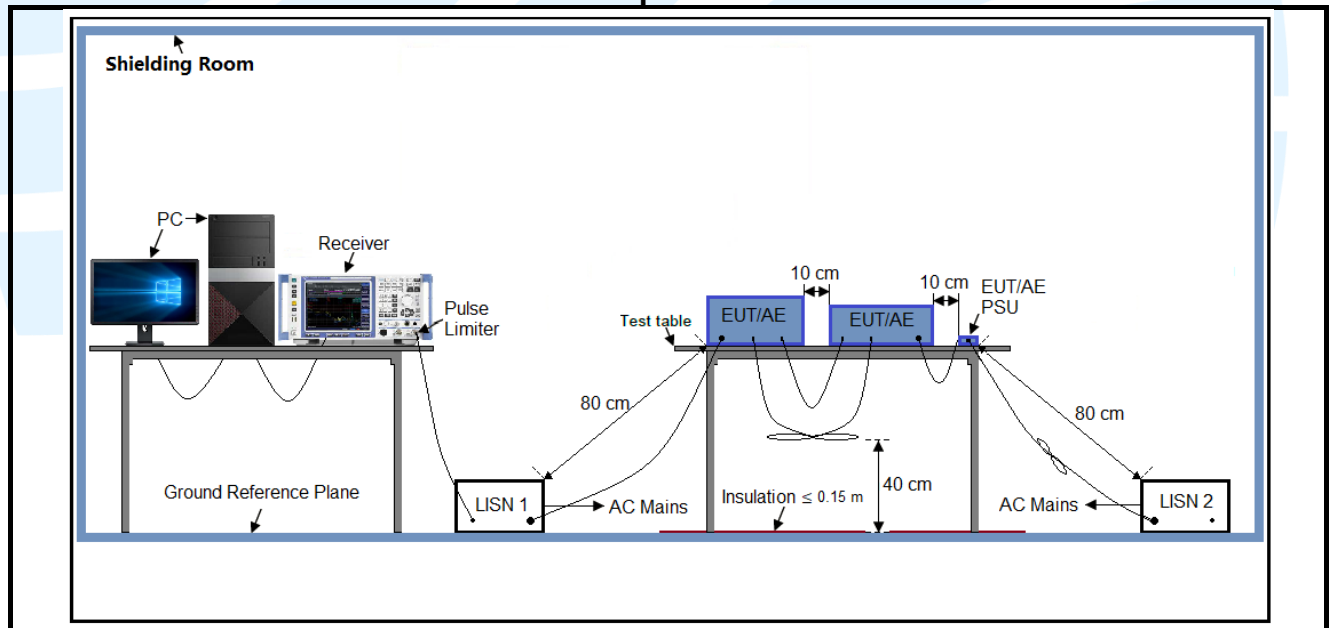 Shielding Room
PC
Receiver
Pulse
Limiter
Test table
EUT/AE
10 cm
EUT/AE
10 cm
EUT/AE
PSU
80 cm
80 cm
40 cm
Ground Reference Plane
LISN 1
AC Mains
Insulation ≤ 0.15 m
AC Mains
LISN 2